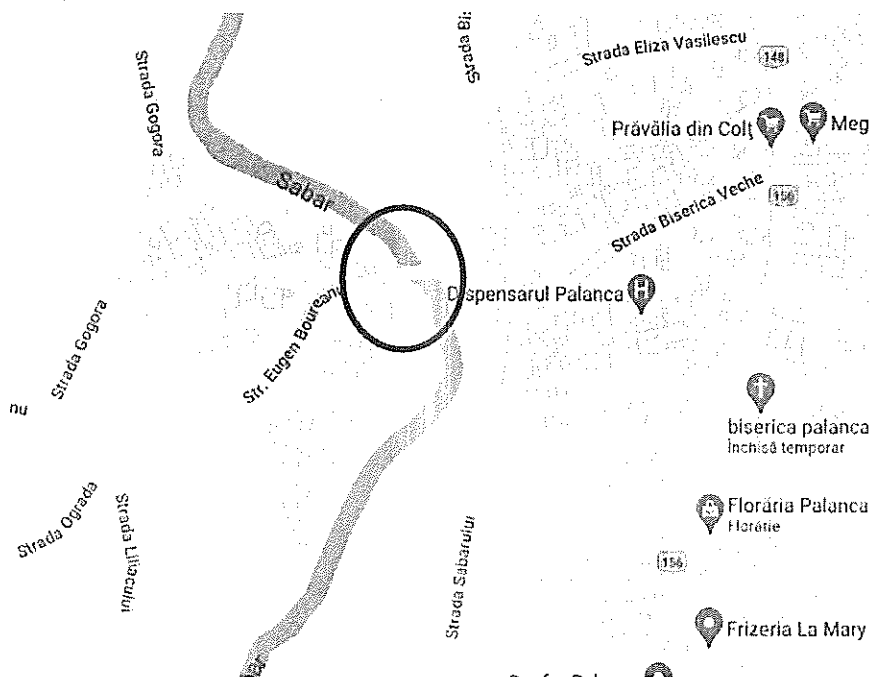 Strada Gogora
Strada Eliza Vasilescu
148
Prăvălia din Colț
Meg
Sabar
Strada Biserica Veche
156
Dispensarul Palanca
H
Str. Eugen Boureanu
Strada Gogora
nu
biserica palanca
Închisă temporar
Florăria Palanca
Florărie
Strada Ograda
Strada Liliacului
Strada Sabarului
156
Frizeria La Mary